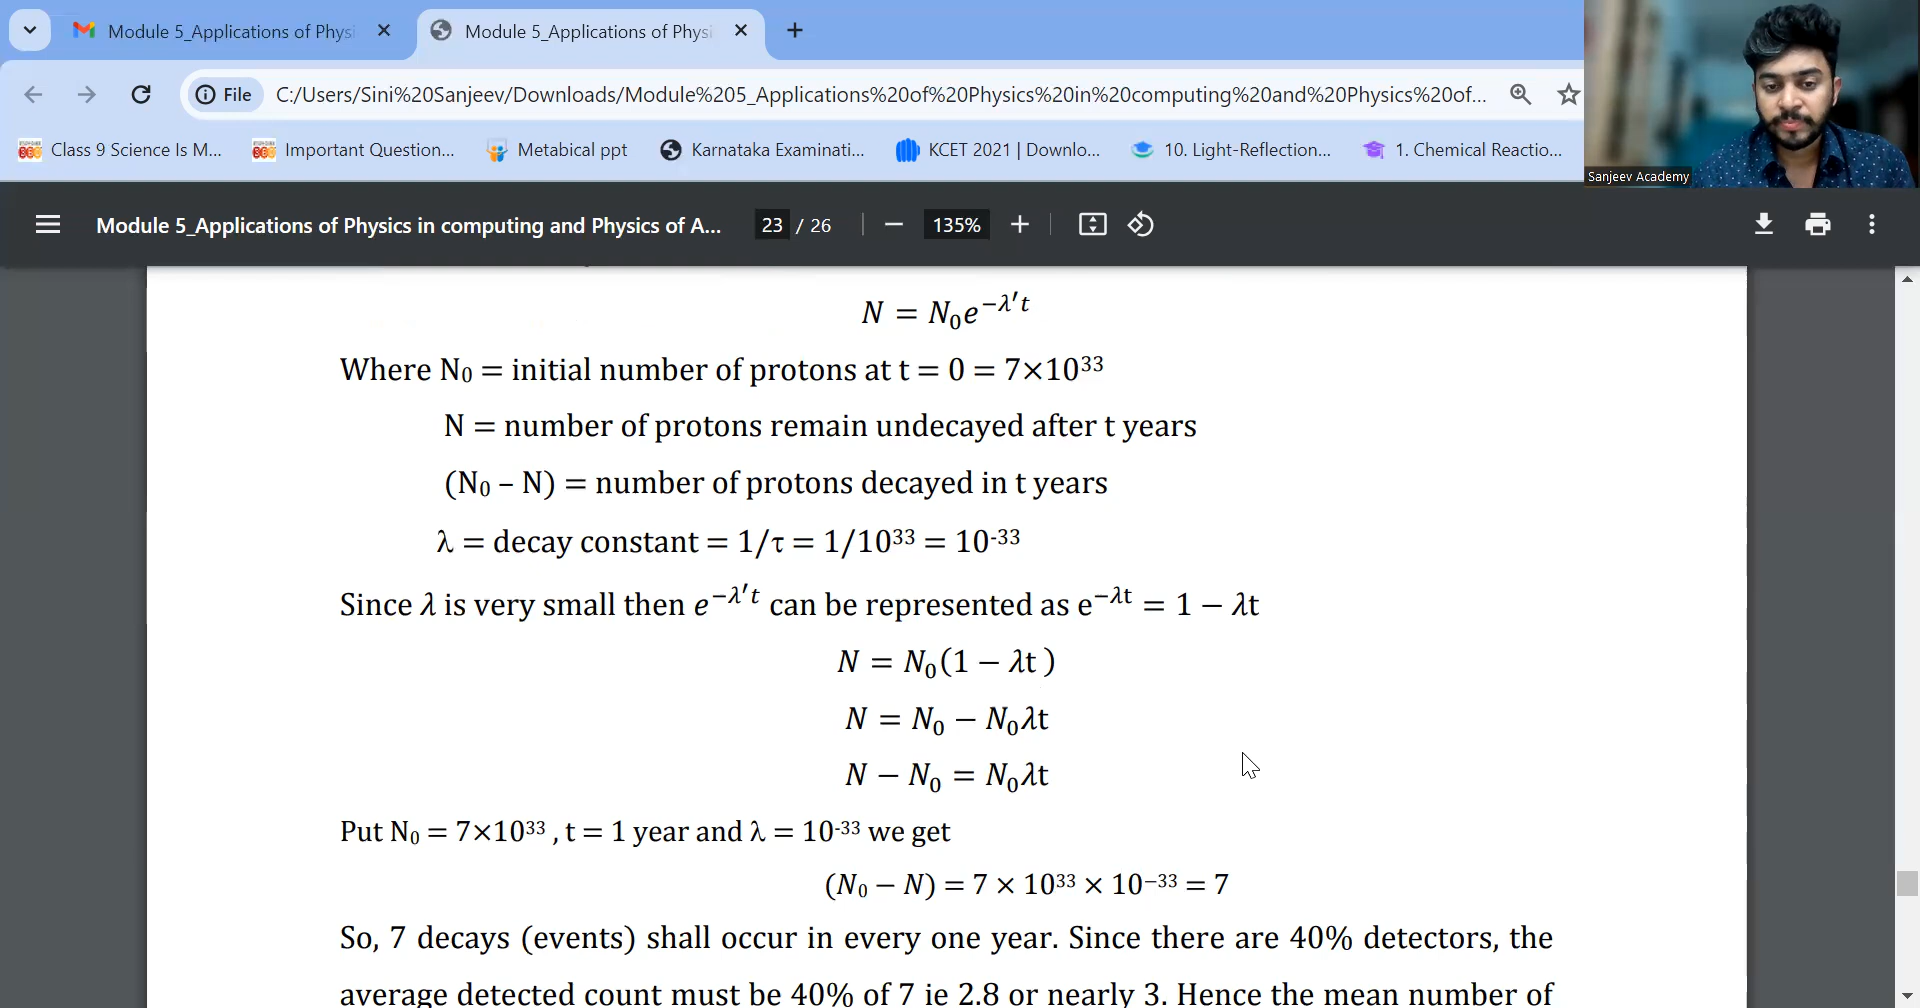 Module 5_Applications of Physi
Module 5_Applications of Physi
File
C:/Users/Sini%20Sanjeev/Downloads/Module%205_Applications%20of%20Physics%20in%20computing%20and%20Physics%20of...
Class 9 Science Is M...
Important Question...
Metabical ppt
Karnataka Examinati...
KCET 2021 | Downlo...
10. Light-Reflection...
1. Chemical Reactio...
Sanjeev Academy
Module 5_Applications of Physics in computing and Physics of A...
23 / 26
135%
N = N₀e^−λ′t
Where N₀ = initial number of protons at t = 0 = 7×10³³
N = number of protons remain undecayed after t years
(N₀ – N) = number of protons decayed in t years
λ = decay constant = 1/τ = 1/10³³ = 10⁻³³
Since λ is very small then e^−λ′t can be represented as e^−λt = 1 − λt
N = N₀(1 − λt )
N = N₀ − N₀λt
N − N₀ = N₀λt
Put N₀ = 7×10³³ , t = 1 year and λ = 10⁻³³ we get
(N₀ − N) = 7 × 10³³ × 10⁻³³ = 7
So, 7 decays (events) shall occur in every one year. Since there are 40% detectors, the
average detected count must be 40% of 7 ie 2.8 or nearly 3. Hence the mean number of